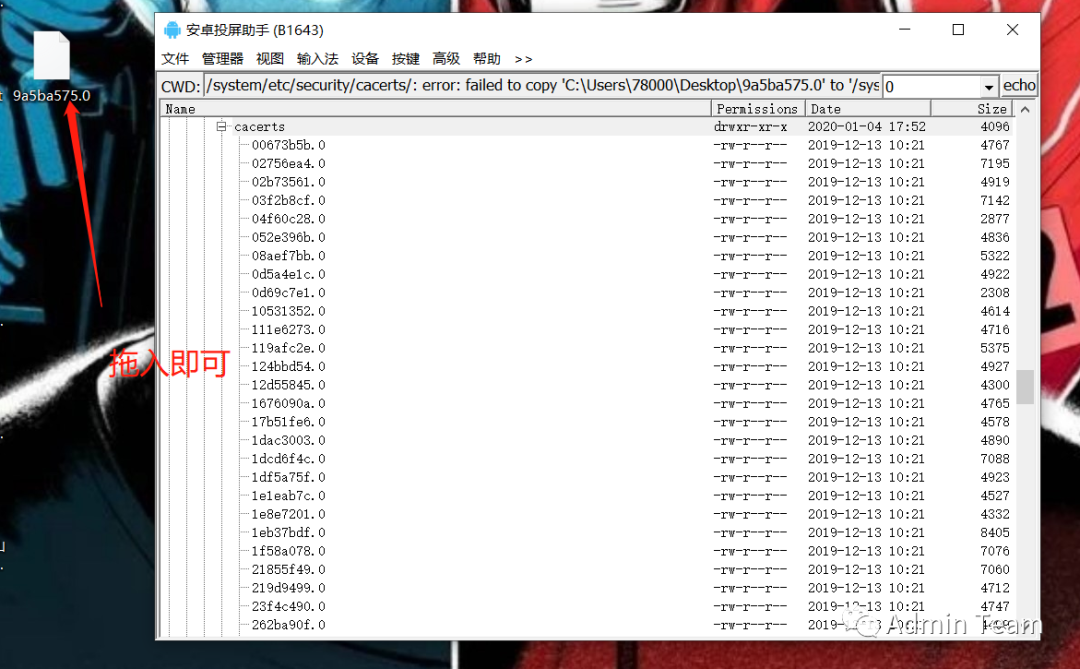 安卓投屏助手 (B1643)
文件 管理器 视图 输入法 设备 按键 高级 帮助 >>
CWD: /system/etc/security/cacerts/: error: failed to copy 'C:\Users\78000\Desktop\9a5ba575.0' to '/sys 0 echo
9a5ba575.0
Name Permissions Date Size
cacerts drwxr-xr-x 2020-01-04 17:52 4096
00673b5b.0 -rw-r--r-- 2019-12-13 10:21 4767
02756ea4.0 -rw-r--r-- 2019-12-13 10:21 7195
02b73561.0 -rw-r--r-- 2019-12-13 10:21 4919
03f2b8cf.0 -rw-r--r-- 2019-12-13 10:21 7142
04f60c28.0 -rw-r--r-- 2019-12-13 10:21 2877
052e396b.0 -rw-r--r-- 2019-12-13 10:21 4836
08aef7bb.0 -rw-r--r-- 2019-12-13 10:21 5322
0d5a4e1c.0 -rw-r--r-- 2019-12-13 10:21 4922
0d69c7e1.0 -rw-r--r-- 2019-12-13 10:21 2308
10531352.0 -rw-r--r-- 2019-12-13 10:21 4614
111e6273.0 -rw-r--r-- 2019-12-13 10:21 4716
119afc2e.0 -rw-r--r-- 2019-12-13 10:21 5375
拖入即可
124bbd54.0 -rw-r--r-- 2019-12-13 10:21 4927
12d55845.0 -rw-r--r-- 2019-12-13 10:21 4300
1676090a.0 -rw-r--r-- 2019-12-13 10:21 4765
17b51fe6.0 -rw-r--r-- 2019-12-13 10:21 4578
1dac3003.0 -rw-r--r-- 2019-12-13 10:21 4890
1dcd6f4c.0 -rw-r--r-- 2019-12-13 10:21 7088
1df5a75f.0 -rw-r--r-- 2019-12-13 10:21 4923
1e1eab7c.0 -rw-r--r-- 2019-12-13 10:21 4527
1e8e7201.0 -rw-r--r-- 2019-12-13 10:21 4332
1eb37bdf.0 -rw-r--r-- 2019-12-13 10:21 8405
1f58a078.0 -rw-r--r-- 2019-12-13 10:21 7076
21855f49.0 -rw-r--r-- 2019-12-13 10:21 7060
219d9499.0 -rw-r--r-- 2019-12-13 10:21 4712
23f4c490.0 -rw-r--r-- 2019-12-13 10:21 4747
262ba90f.0 -rw-r--r-- 2019-
Admin Team